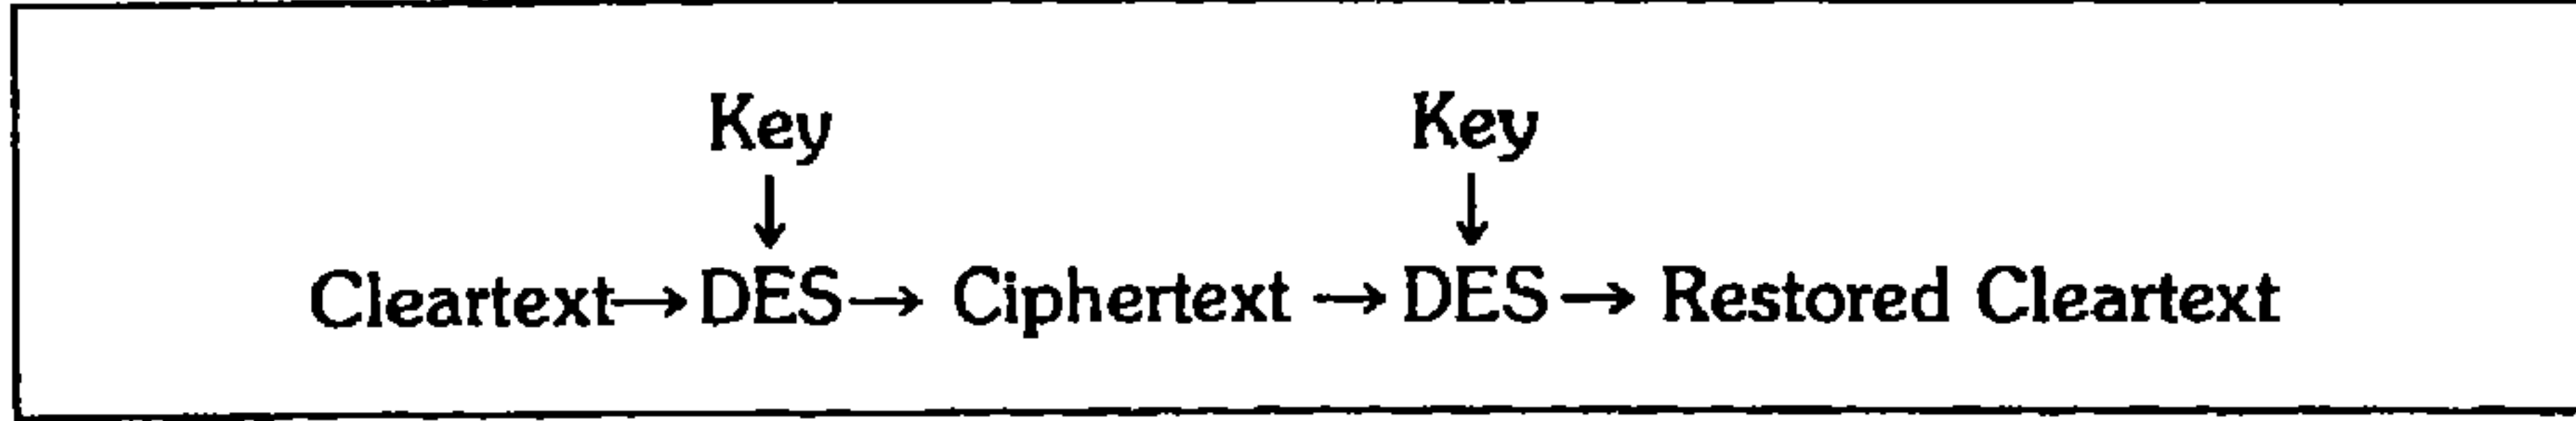 Key Key
Cleartext→DES→ Ciphertext →DES→ Restored Cleartext